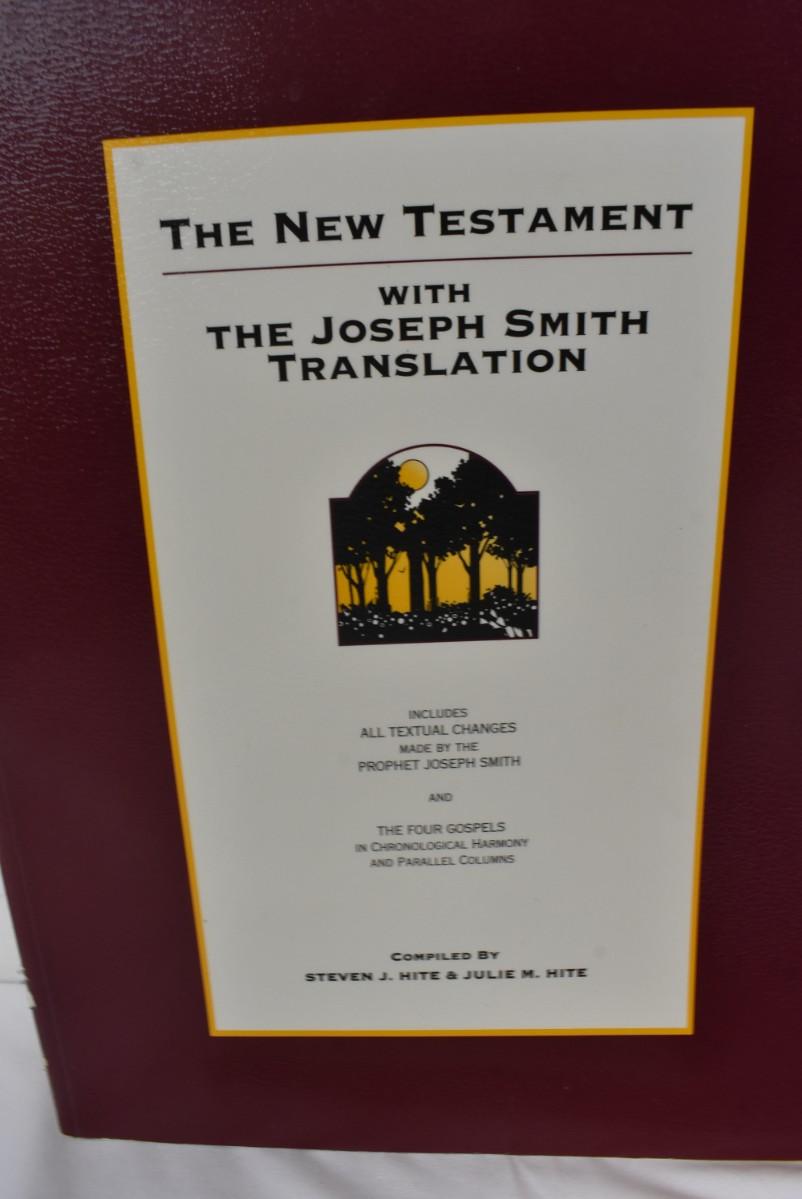 THE NEW TESTAMENT
WITH
THE JOSEPH SMITH
TRANSLATION
INCLUDES
ALL TEXTUAL CHANGES
MADE BY THE
PROPHET JOSEPH SMITH
AND
THE FOUR GOSPELS
IN CHRONOLOGICAL HARMONY
AND PARALLEL COLUMNS
COMPILED BY
STEVEN J. HITE & JULIE M. HITE